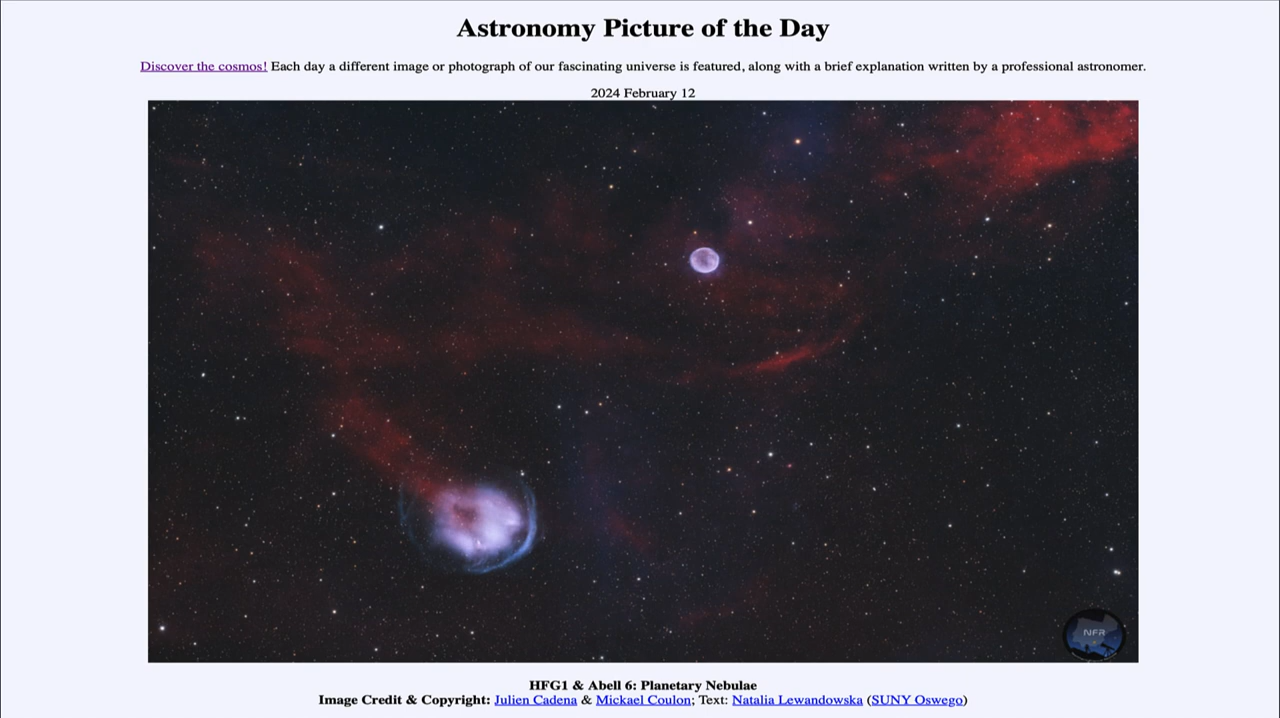 Astronomy Picture of the Day
Discover the cosmos! Each day a different image or photograph of our fascinating universe is featured, along with a brief explanation written by a professional astronomer.
2024 February 12
NFR
HFG1 & Abell 6: Planetary Nebulae
Image Credit & Copyright: Julien Cadena & Mickael Coulon; Text: Natalia Lewandowska (SUNY Oswego)